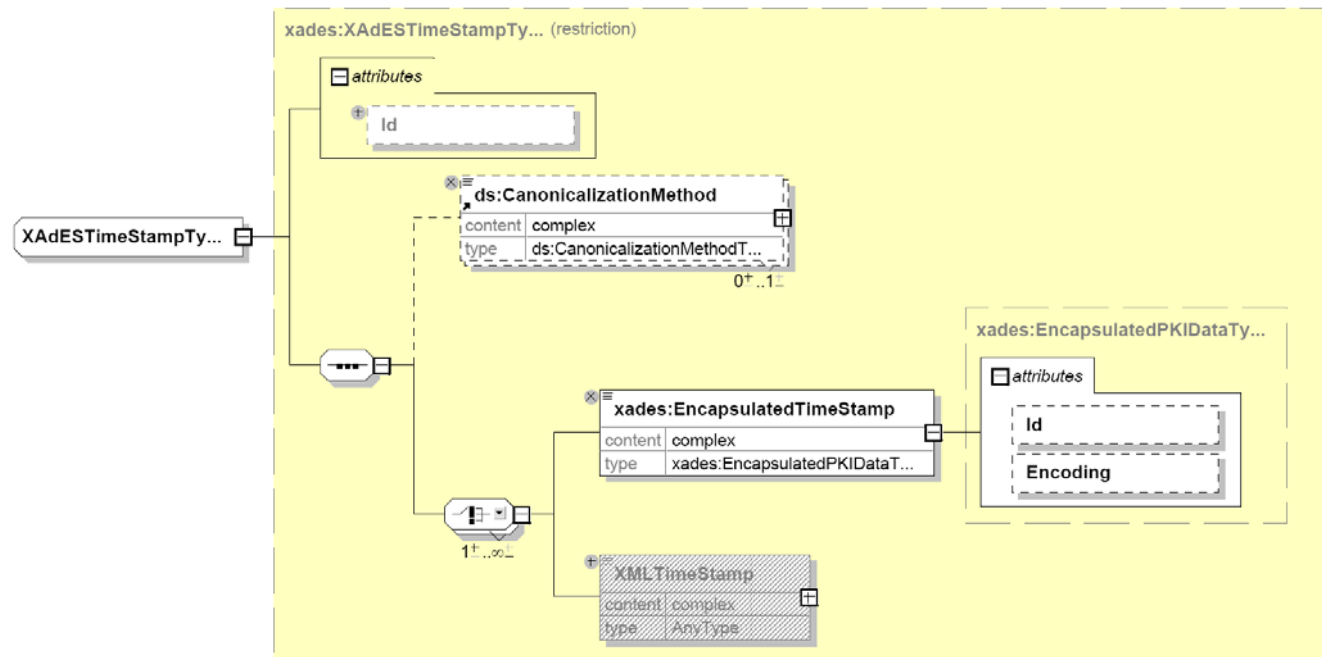 xades:XAdESTimeStampTy... (restriction)
attributes
Id
ds:CanonicalizationMethod
content complex
type ds:CanonicalizationMethodT...
0±..1±
XAdESTimeStampTy...
xades:EncapsulatedPKIDataTy...
attributes
Id
Encoding
xades:EncapsulatedTimeStamp
content complex
type xades:EncapsulatedPKIDataT...
1±..∞±
XMLTimeStamp
content complex
type AnyType